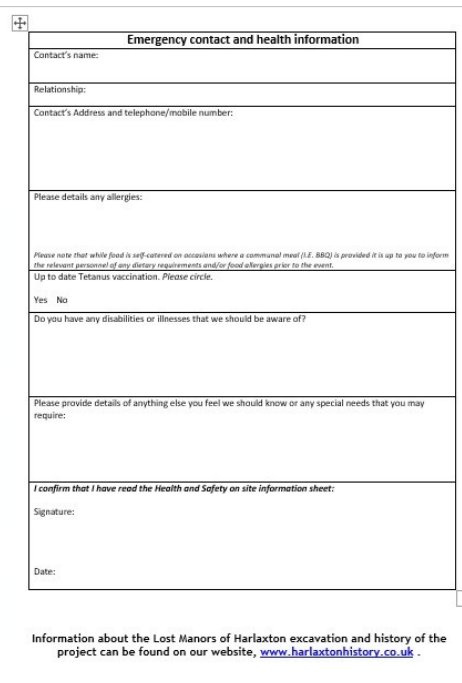 Emergency contact and health information
Contact's name:
Relationship:
Contact's Address and telephone/mobile number:
Please details any allergies:
Please note that while food is self-catered on occasions where a communal meal (I.E. BBQ) is provided it is up to you to inform
the relevant personnel of any dietary requirements and/or food allergies prior to the event.
Up to date Tetanus vaccination. Please circle.
Yes No
Do you have any disabilities or illnesses that we should be aware of?
Please provide details of anything else you feel we should know or any special needs that you may
require:
I confirm that I have read the Health and Safety on site information sheet:
Signature:
Date:
Information about the Lost Manors of Harlaxton excavation and history of the
project can be found on our website, www.harlaxtonhistory.co.uk .